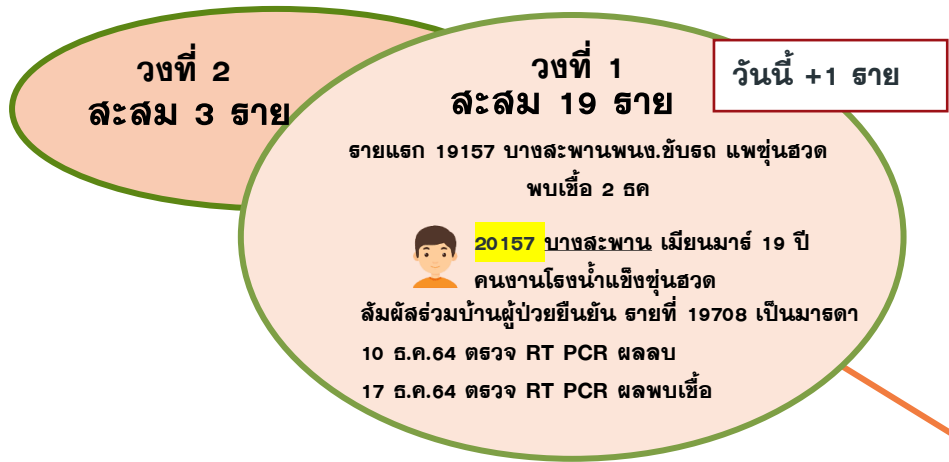 วงที่ 2
สะสม 3 ราย
วงที่ 1
สะสม 19 ราย
วันนี้ +1 ราย
รายแรก 19157 บางสะพานพนง.ขับรถ แพซุ่นฮวด
พบเชื้อ 2 ธค
20157 บางสะพาน เมียนมาร์ 19 ปี
คนงานโรงน้ำแข็งซุ่นฮวด
สัมผัสร่วมบ้านผู้ป่วยยืนยัน รายที่ 19708 เป็นมารดา
10 ธ.ค.64 ตรวจ RT PCR ผลลบ
17 ธ.ค.64 ตรวจ RT PCR ผลพบเชื้อ